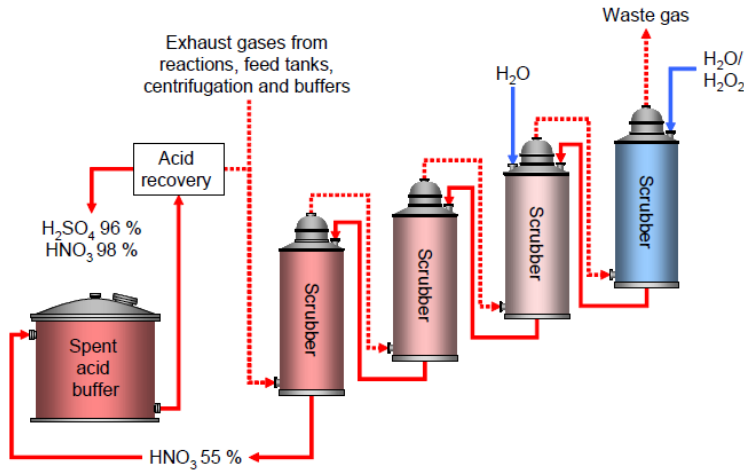 Waste gas
Exhaust gases from
reactions, feed tanks,
centrifugation and buffers
H₂O
H₂O/
H₂O₂
Acid
recovery
H₂SO₄ 96 %
HNO₃ 98 %
Scrubber
Scrubber
Scrubber
Scrubber
Spent
acid
buffer
HNO₃ 55 %